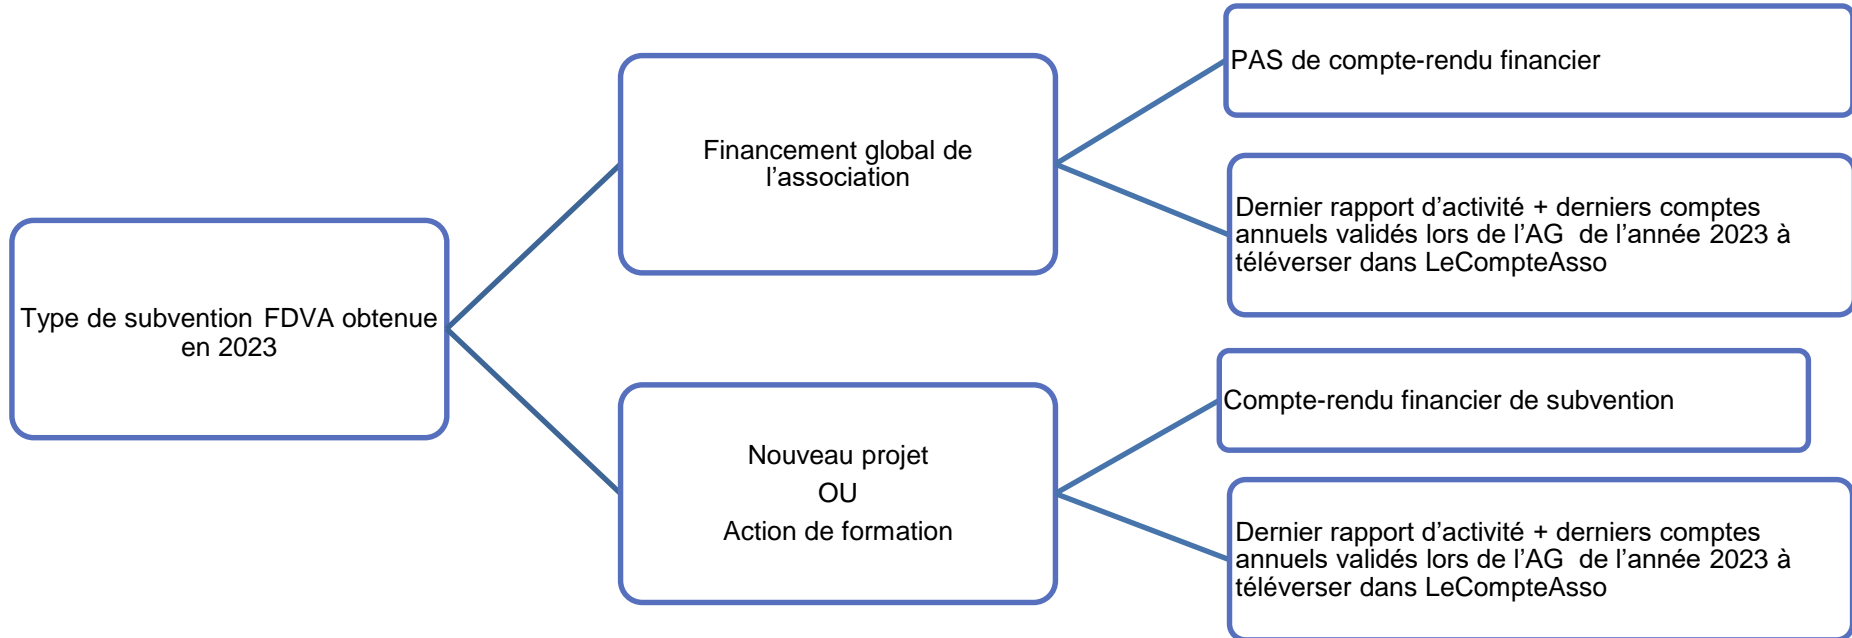 Type de subvention FDVA obtenue
en 2023
Financement global de
l’association
PAS de compte-rendu financier
Dernier rapport d’activité + derniers comptes
annuels validés lors de l’AG de l’année 2023 à
téléverser dans LeCompteAsso
Nouveau projet
OU
Action de formation
Compte-rendu financier de subvention
Dernier rapport d’activité + derniers comptes
annuels validés lors de l’AG de l’année 2023 à
téléverser dans LeCompteAsso